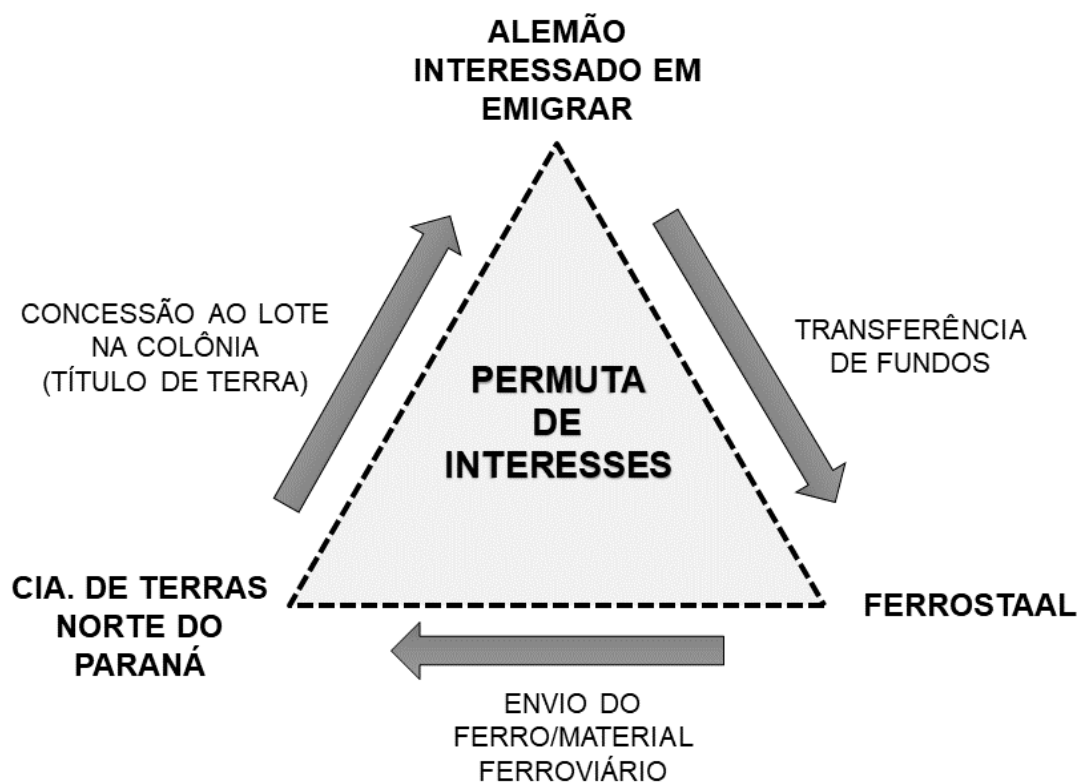 ALEMÃO
INTERESSADO EM
EMIGRAR
CONCESSÃO AO LOTE
NA COLÔNIA
(TÍTULO DE TERRA)
TRANSFERÊNCIA
DE FUNDOS
PERMUTA
DE
INTERESSES
CIA. DE TERRAS
NORTE DO
PARANÁ
FERROSTAAL
ENVIO DO
FERRO/MATERIAL
FERROVIÁRIO